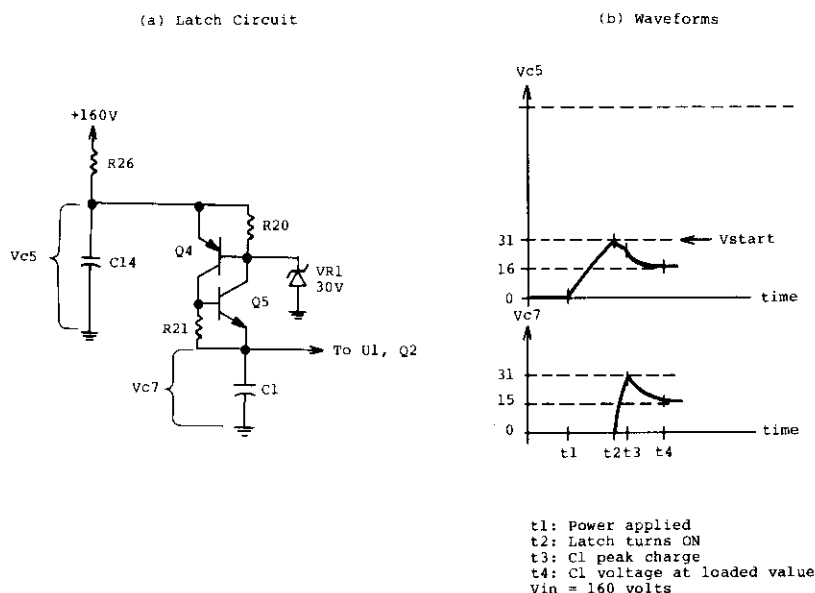 (a) Latch Circuit
(b) Waveforms
+160V
R26
R20
Vc5
C14
Q4
VR1
30V
Q5
R21
To U1, Q2
Vc7
C1
Vc5
31
Vstart
16
0
time
Vc7
31
15
0
time
t1
t2
t3
t4
t1: Power applied
t2: Latch turns ON
t3: C1 peak charge
t4: C1 voltage at loaded value
Vin = 160 volts